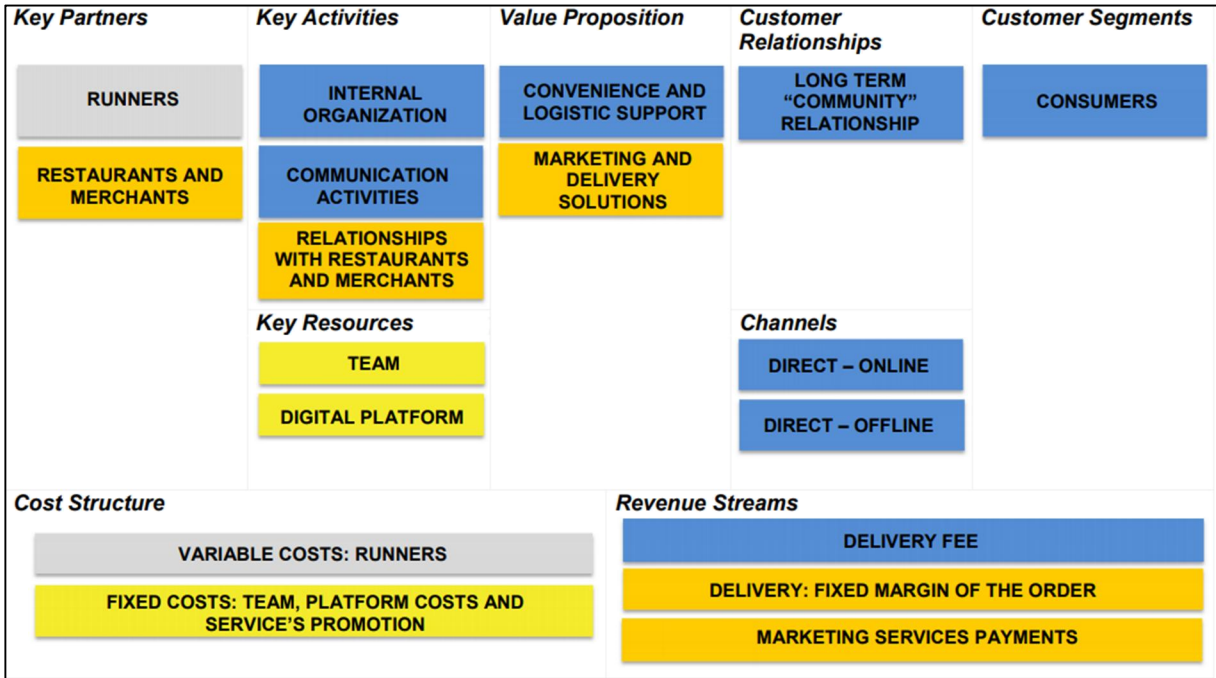 Key Partners
RUNNERS
RESTAURANTS AND
MERCHANTS
Key Activities
INTERNAL
ORGANIZATION
COMMUNICATION
ACTIVITIES
RELATIONSHIPS
WITH RESTAURANTS
AND MERCHANTS
Key Resources
TEAM
DIGITAL PLATFORM
Value Proposition
CONVENIENCE AND
LOGISTIC SUPPORT
MARKETING AND
DELIVERY
SOLUTIONS
Customer
Relationships
LONG TERM
“COMMUNITY”
RELATIONSHIP
Channels
DIRECT – ONLINE
DIRECT – OFFLINE
Customer Segments
CONSUMERS
Cost Structure
VARIABLE COSTS: RUNNERS
FIXED COSTS: TEAM, PLATFORM COSTS AND
SERVICE’S PROMOTION
Revenue Streams
DELIVERY FEE
DELIVERY: FIXED MARGIN OF THE ORDER
MARKETING SERVICES PAYMENTS